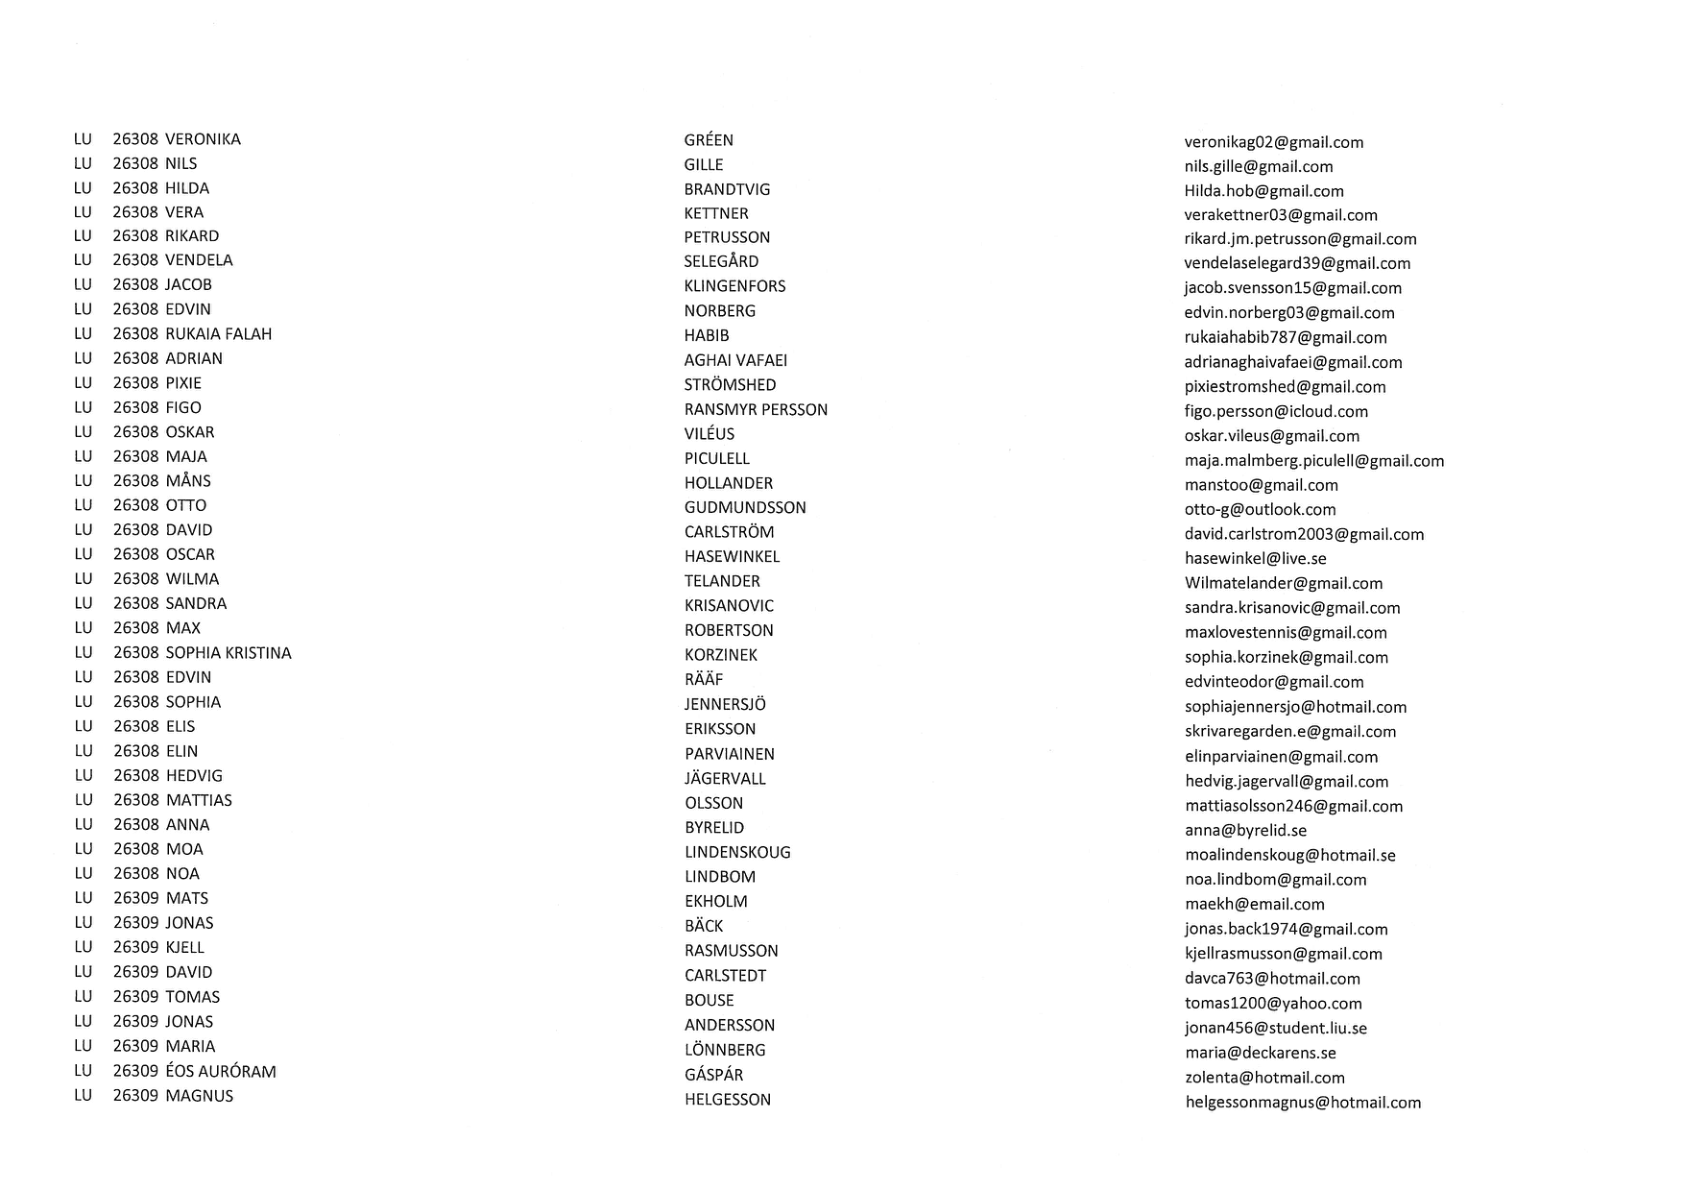 LU 26308 VERONIKA GRÉEN veronikag02@gmail.com
LU 26308 NILS GILLE nils.gille@gmail.com
LU 26308 HILDA BRANDTVIG Hilda.hob@gmail.com
LU 26308 VERA KETTNER verakettner03@gmail.com
LU 26308 RIKARD PETRUSSON rikard.jm.petrusson@gmail.com
LU 26308 VENDELA SELEGÅRD vendelaselegard39@gmail.com
LU 26308 JACOB KLINGENFORS jacob.svensson15@gmail.com
LU 26308 EDVIN NORBERG edvin.norberg03@gmail.com
LU 26308 RUKAIA FALAH HABIB rukaiahabib787@gmail.com
LU 26308 ADRIAN AGHAI VAFAEI adrianaghaivafaei@gmail.com
LU 26308 PIXIE STRÖMSHED pixiestromshed@gmail.com
LU 26308 FIGO RANSMYR PERSSON figo.persson@icloud.com
LU 26308 OSKAR VILÉUS oskar.vileus@gmail.com
LU 26308 MAJA PICULELL maja.malmberg.piculell@gmail.com
LU 26308 MÅNS HOLLANDER manstoo@gmail.com
LU 26308 OTTO GUDMUNDSSON otto-g@outlook.com
LU 26308 DAVID CARLSTRÖM david.carlstrom2003@gmail.com
LU 26308 OSCAR HASEWINKEL hasewinkel@live.se
LU 26308 WILMA TELANDER Wilmatelander@gmail.com
LU 26308 SANDRA KRISANOVIC sandra.krisanovic@gmail.com
LU 26308 MAX ROBERTSON maxlovestennis@gmail.com
LU 26308 SOPHIA KRISTINA KORZINEK sophia.korzinek@gmail.com
LU 26308 EDVIN RÄÄF edvinteodor@gmail.com
LU 26308 SOPHIA JENNERSJÖ sophiajennersjo@hotmail.com
LU 26308 ELIS ERIKSSON skrivaregarden.e@gmail.com
LU 26308 ELIN PARVIAINEN elinparviainen@gmail.com
LU 26308 HEDVIG JÄGERVALL hedvig.jagervall@gmail.com
LU 26308 MATTIAS OLSSON mattiasolsson246@gmail.com
LU 26308 ANNA BYRELID anna@byrelid.se
LU 26308 MOA LINDENSKOUG moalindenskoug@hotmail.se
LU 26308 NOA LINDBOM noa.lindbom@gmail.com
LU 26309 MATS EKHOLM maekh@email.com
LU 26309 JONAS BÄCK jonas.back1974@gmail.com
LU 26309 KJELL RASMUSSON kjellrasmusson@gmail.com
LU 26309 DAVID CARLSTEDT davca763@hotmail.com
LU 26309 TOMAS BOUSE tomas1200@yahoo.com
LU 26309 JONAS ANDERSSON jonan456@student.liu.se
LU 26309 MARIA LÖNNBERG maria@deckarens.se
LU 26309 ÉOS AURÓRAM GÁSPÁR zolenta@hotmail.com
LU 26309 MAGNUS HELGESSON helgessonmagnus@hotmail.com